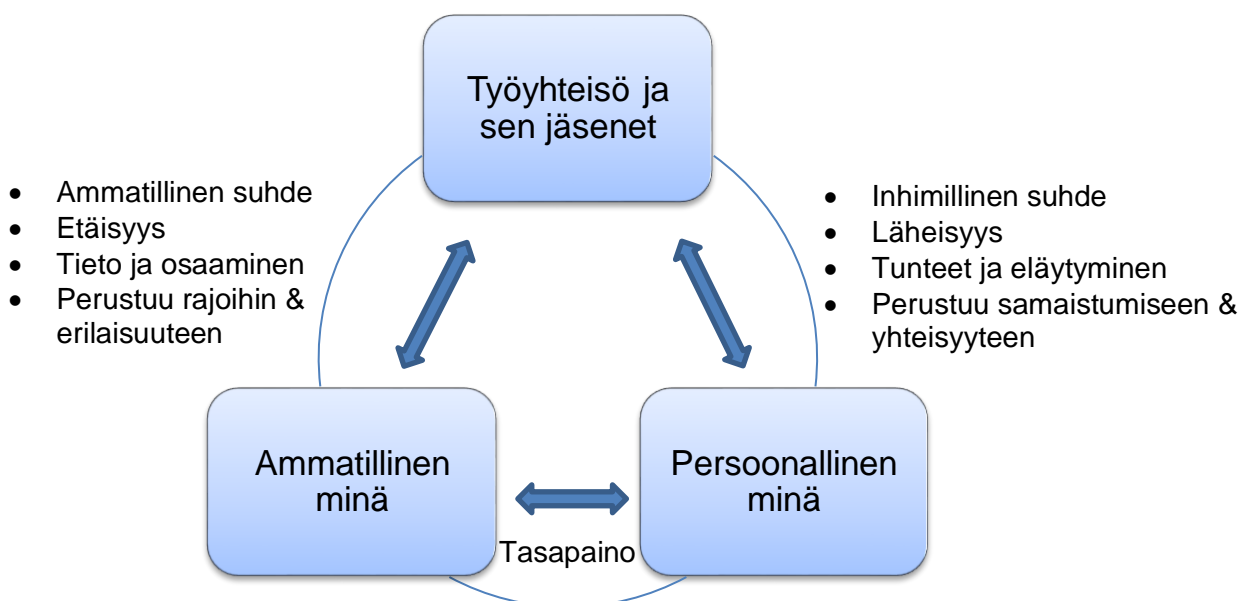 Työyhteisö ja
sen jäsenet
• Ammatillinen suhde
• Etäisyys
• Tieto ja osaaminen
• Perustuu rajoihin &
erilaisuuteen
• Inhimillinen suhde
• Läheisyys
• Tunteet ja eläytyminen
• Perustuu samaistumiseen &
yhteisyyteen
Ammatillinen
minä
Persoonallinen
minä
Tasapaino